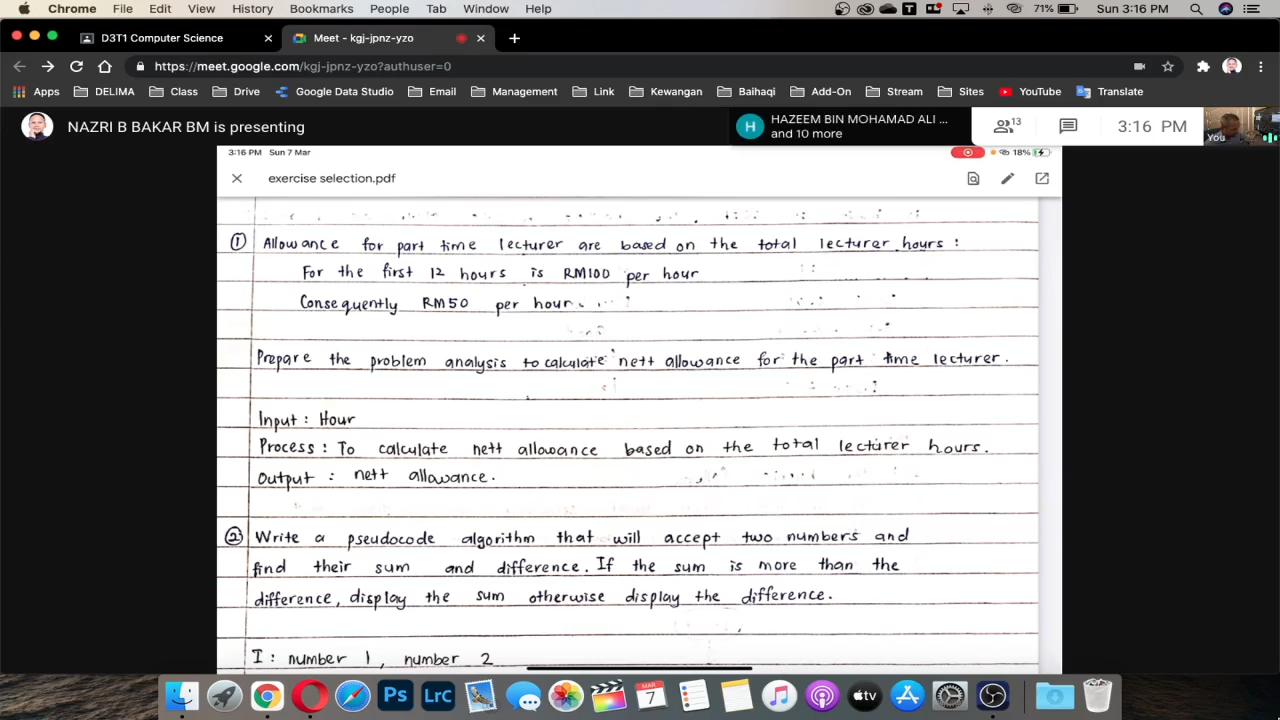 Chrome File Edit View History Bookmarks People Tab Window Help 71% Sun 3:16 PM
D3T1 Computer Science Meet - kgj-jpnz-yzo
https://meet.google.com/kgj-jpnz-yzo?authuser=0
Apps DELIMA Class Drive Google Data Studio Email Management Link Kewangan Baihaqi Add-On Stream Sites YouTube Translate
NAZRI B BAKAR BM is presenting
H HAZEEM BIN MOHAMAD ALI ...
and 10 more
13
3:16 PM
You
3:16 PM Sun 7 Mar 18%
exercise selection.pdf
① Allowance for part time lecturer are based on the total lecturer hours :
For the first 12 hours is RM100 per hour
Consequently RM50 per hour.
Prepare the problem analysis to calculate nett allowance for the part time lecturer.
Input : Hour
Process : To calculate nett allowance based on the total lecturer hours.
Output : nett allowance.
② Write a pseudocode algorithm that will accept two numbers and
find their sum and difference. If the sum is more than the
difference, display the sum otherwise display the difference.
I : number 1, number 2
Ps LrC MAR 7 tv